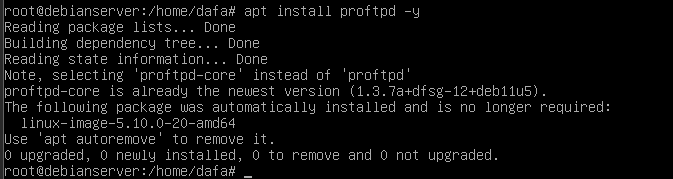 root@debianserver:/home/dafa# apt install proftpd -y
Reading package lists... Done
Building dependency tree... Done
Reading state information... Done
Note, selecting 'proftpd-core' instead of 'proftpd'
proftpd-core is already the newest version (1.3.7a+dfsg-12+deb11u5).
The following package was automatically installed and is no longer required:
  linux-image-5.10.0-20-amd64
Use 'apt autoremove' to remove it.
0 upgraded, 0 newly installed, 0 to remove and 0 not upgraded.
root@debianserver:/home/dafa# _